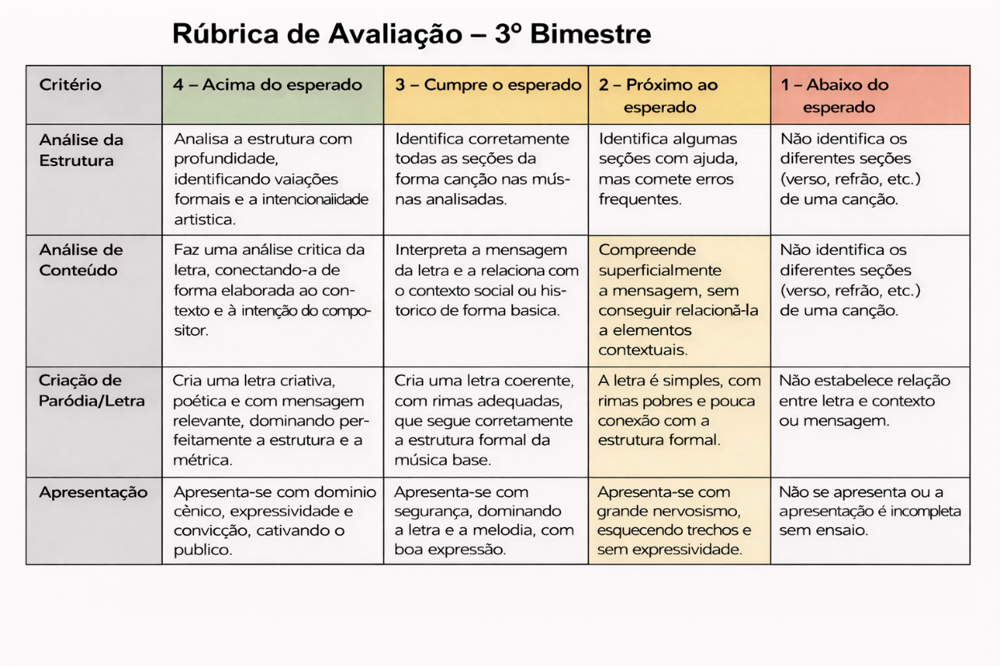 Rúbrica de Avaliação – 3º Bimestre
Critério
4 – Acima do esperado
3 – Cumpre o esperado
2 – Próximo ao
esperado
1 – Abaixo do
esperado
Análise da
Estrutura
Analisa a estrutura com
profundidade,
identificando vaiações
formais e a intencionaiidade
artistica.
Identifica corretamente
todas as seções da
forma canção nas mús-
nas analisadas.
Identifica algumas
seções com ajuda,
mas comete erros
frequentes.
Não identifica os
diferentes seções
(verso, refrão, etc.)
de uma canção.
Análise de
Conteúdo
Faz uma análise critica da
letra, conectando-a de
forma elaborada ao con-
texto e à intenção do compo-
sitor.
Interpreta a mensagem
da letra e a relaciona com
o contexto social ou his-
torico de forma basica.
Compreende
superficialmente
a mensagem, sem
conseguir relacionă-la
a elementos
contextuais.
Não identifica os
diferentes seções
(verso, refrão, etc.)
de uma canção.
Criação de
Paródia/Letra
Cria uma letra criativa,
poética e com mensagem
relevante, dominando per-
feitamente a estrutura e a
métrica.
Cria uma letra coerente,
com rimas adequadas,
que segue corretamente
a estrutura formal da
música base.
A letra é simples, com
rimas pobres e pouca
conexão com a
estrutura formal.
Não estabelece relação
entre letra e contexto
ou mensagem.
Apresentação
Apresenta-se com dominio
cènico, expressividade e
convicção, cativando o
publico.
Apresenta-se com
segurança, dominando
a letra e a melodia, com
boa expressão.
Apresenta-se com
grande nervosismo,
esquecendo trechos e
sem expressividade.
Não se apresenta ou a
apresentação é incompleta
sem ensaio.